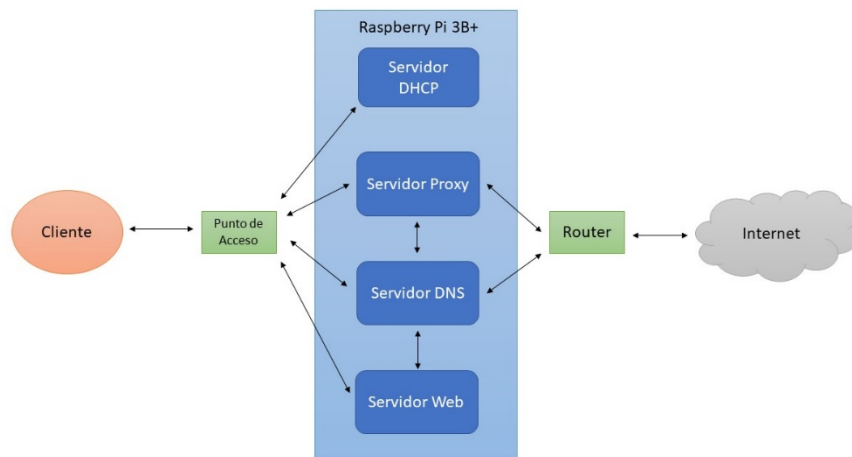 Raspberry Pi 3B+
Servidor
DHCP
Servidor Proxy
Cliente
Punto de
Acceso
Router
Internet
Servidor DNS
Servidor Web